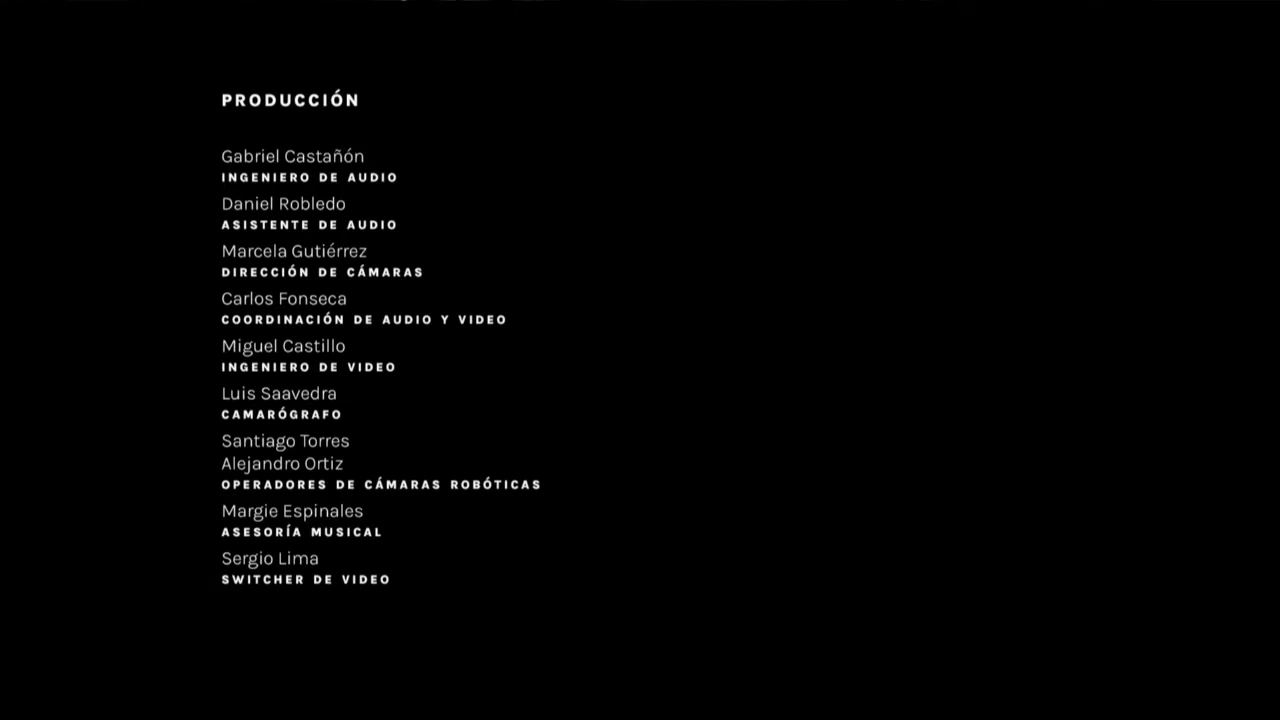 PRODUCCIÓN
Gabriel Castañón
INGENIERO DE AUDIO
Daniel Robledo
ASISTENTE DE AUDIO
Marcela Gutiérrez
DIRECCIÓN DE CÁMARAS
Carlos Fonseca
COORDINACIÓN DE AUDIO Y VIDEO
Miguel Castillo
INGENIERO DE VIDEO
Luis Saavedra
CAMARÓGRAFO
Santiago Torres
Alejandro Ortiz
OPERADORES DE CÁMARAS ROBÓTICAS
Margie Espinales
ASESORÍA MUSICAL
Sergio Lima
SWITCHER DE VIDEO